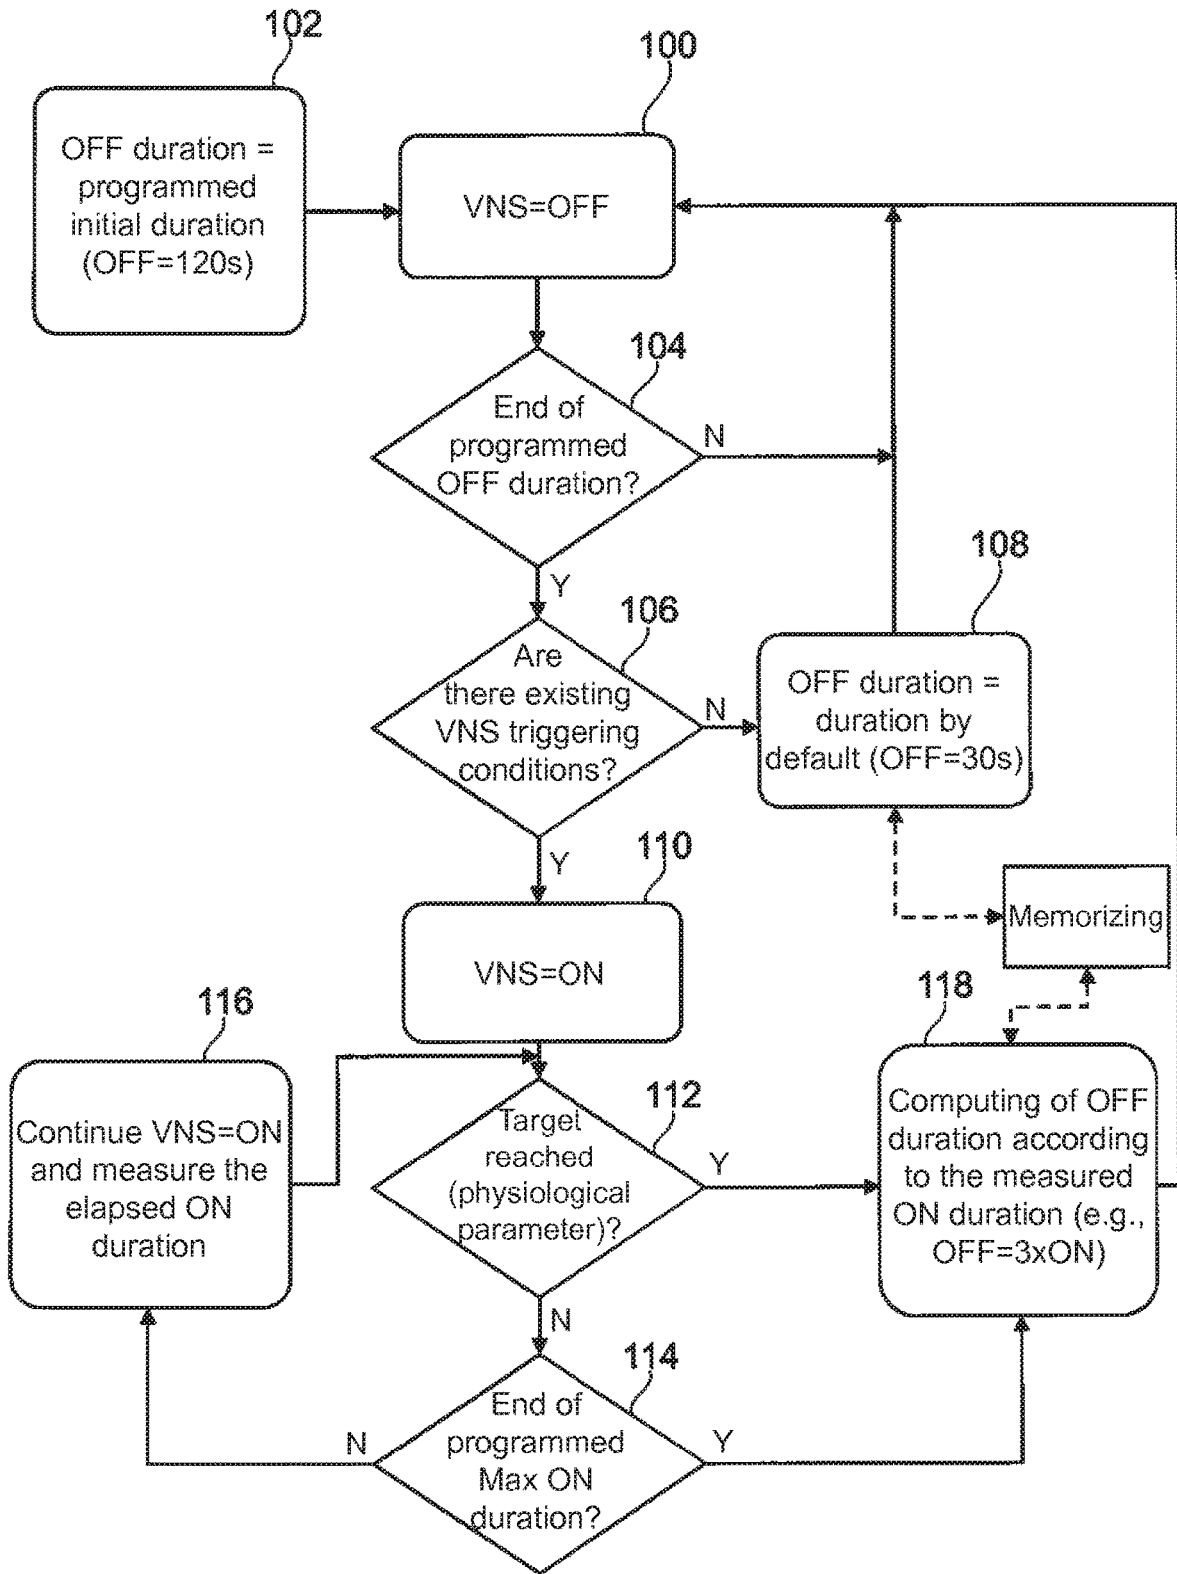 102
OFF duration =
programmed
initial duration
(OFF=120s)
100
VNS=OFF
104
End of
programmed
OFF duration?
N
Y
106
Are
there existing
VNS triggering
conditions?
N
Y
108
OFF duration =
duration by
default (OFF=30s)
110
VNS=ON
Memorizing
116
Continue VNS=ON
and measure the
elapsed ON
duration
112
Target
reached
(physiological
parameter)?
Y
N
118
Computing of OFF
duration according
to the measured
ON duration (e.g.,
OFF=3xON)
114
End of
programmed
Max ON
duration?
N
Y